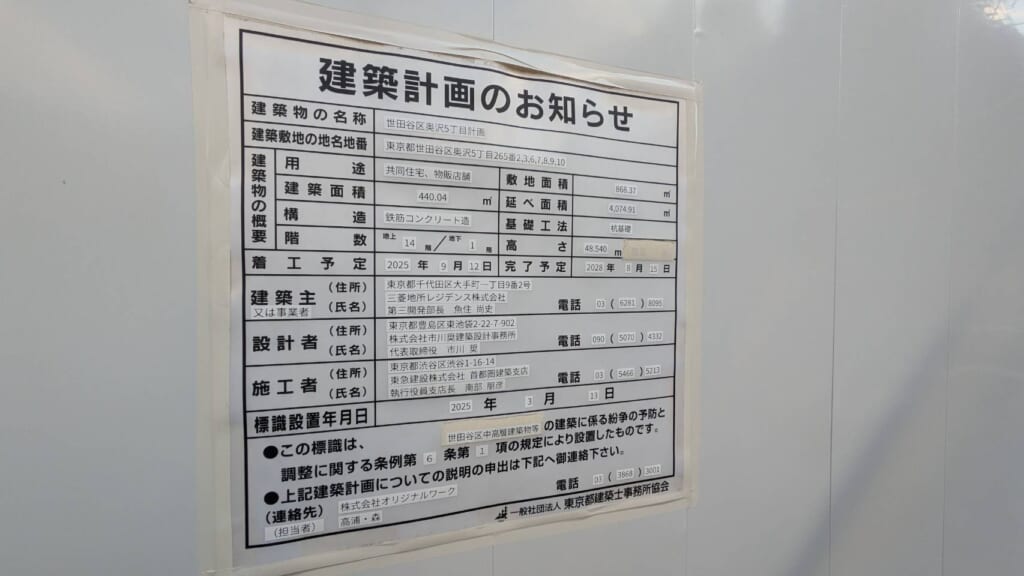 建築計画のお知らせ
建築物の名称 世田谷区奥沢5丁目計画
建築敷地の地名地番 東京都世田谷区奥沢5丁目265番2,3,6,7,8,9,10
建築物の概要
用途 共同住宅、物販店舗 敷地面積 866.37 ㎡
建築面積 440.04 ㎡ 延べ面積 4,074.91 ㎡
構造 鉄筋コンクリート造 基礎工法 杭基礎
階数 地上 14 階／地下 1 階 高さ 48.540 m
着工予定 2025 年 9 月 12 日 完了予定 2028 年 8 月 15 日
建築主 又は事業者 (住所) (氏名)
東京都千代田区大手町一丁目9番2号
三菱地所レジデンス株式会社
第三開発部長 魚住 尚史
電話 03 ( 6281 ) 8095
設計者 (住所) (氏名)
東京都豊島区東池袋2-22-7-902
株式会社市川奨建築設計事務所
代表取締役 市川 奨
電話 090 ( 5070 ) 4332
施工者 (住所) (氏名)
東京都渋谷区渋谷1-16-14
東急建設株式会社 首都圏建築支店
執行役員支店長 南部 朋彦
電話 03 ( 5466 ) 5213
標識設置年月日 2025 年 3 月 13 日
●この標識は、世田谷区中高層建築物等の建築に係る紛争の予防と
調整に関する条例第 6 条第 1 項の規定により設置したものです。
●上記建築計画についての説明の申出は下記へ御連絡下さい。
(連絡先) 株式会社オリジナルワーク 電話 03 ( 3868 ) 3001
(担当者) 高浦・森
一般社団法人 東京都建築士事務所協会